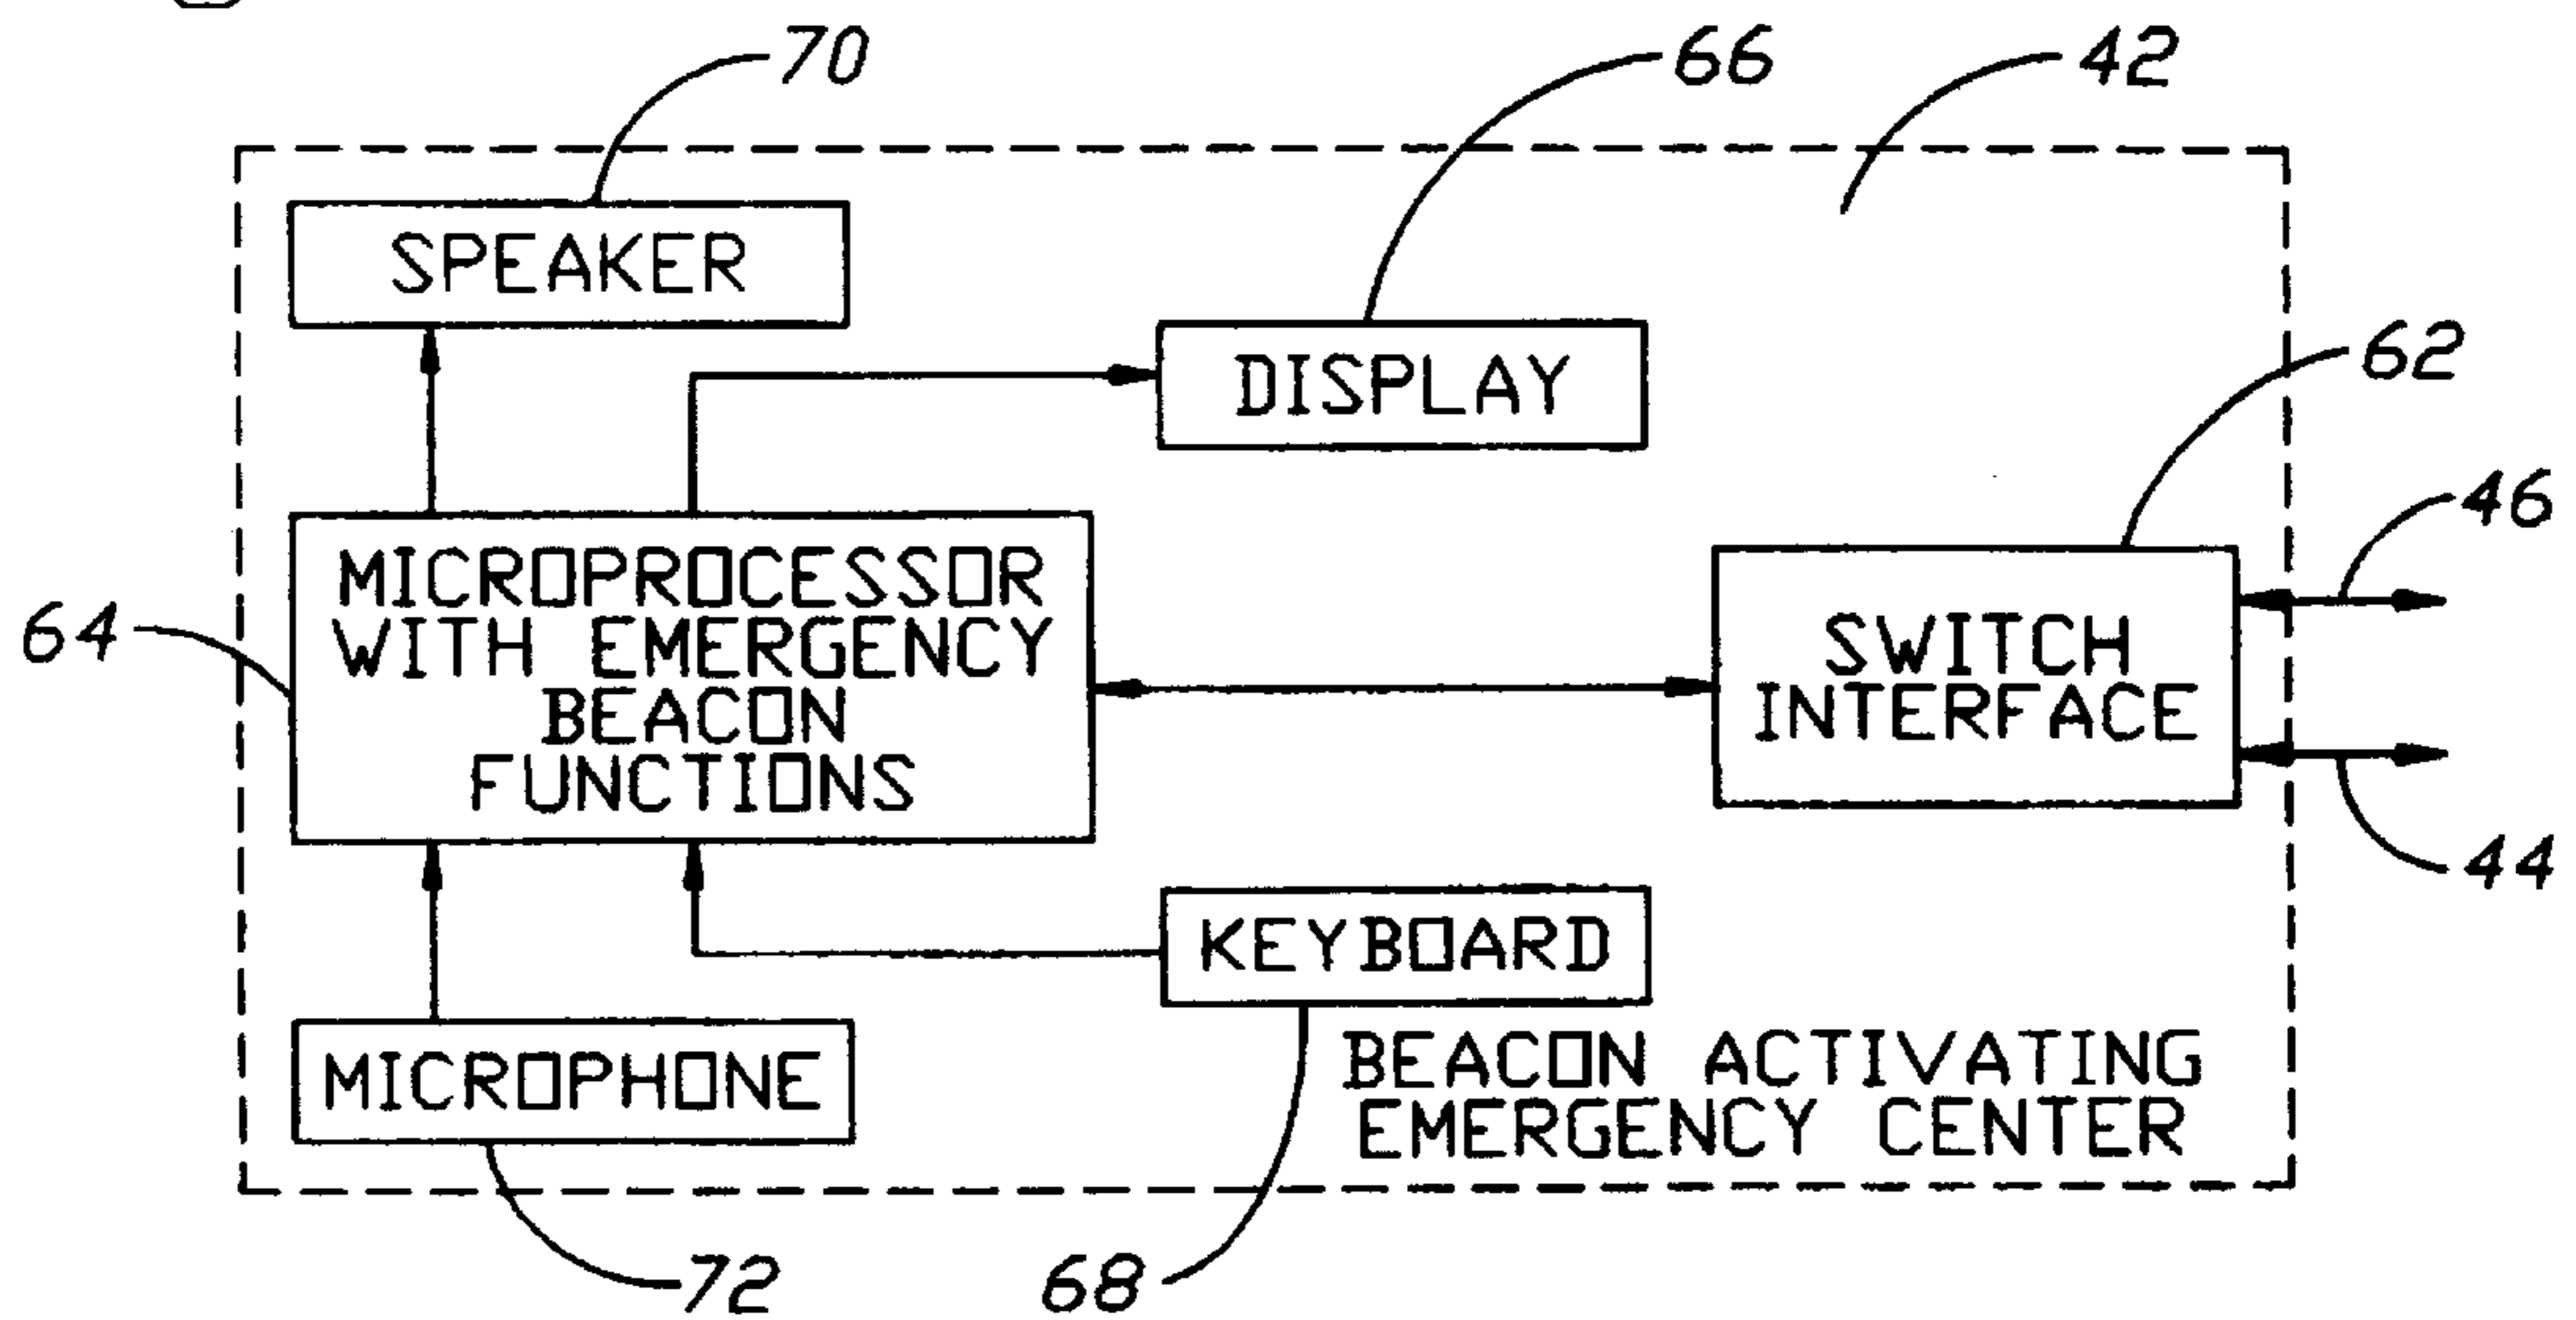 70
66
42
SPEAKER
62
DISPLAY
46
MICROPROCESSOR
WITH EMERGENCY
BEACON
FUNCTIONS
64
SWITCH
INTERFACE
44
KEYBOARD
MICROPHONE
BEACON ACTIVATING
EMERGENCY CENTER
72
68